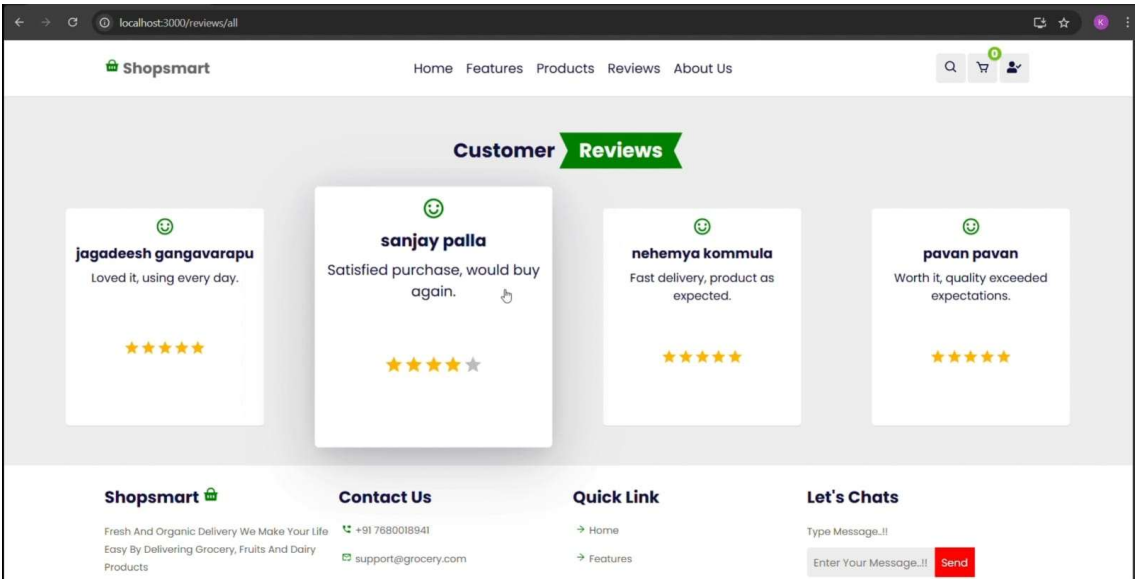 localhost:3000/reviews/all
K
Shopsmart
Home Features Products Reviews About Us
0
Customer Reviews
jagadeesh gangavarapu
Loved it, using every day.
sanjay palla
Satisfied purchase, would buy
again.
nehemya kommula
Fast delivery, product as
expected.
pavan pavan
Worth it, quality exceeded
expectations.
Shopsmart
Fresh And Organic Delivery We Make Your Life
Easy By Delivering Grocery, Fruits And Dairy
Products
Contact Us
+91 7680018941
support@grocery.com
Quick Link
Home
Features
Let's Chats
Type Message..!!
Enter Your Message..!! Send